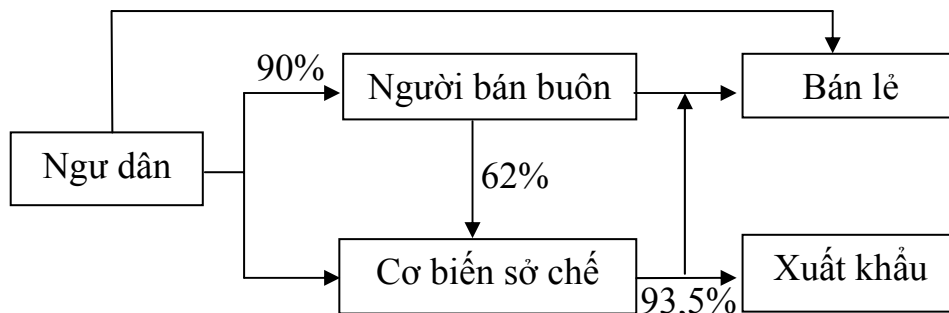 90%
Người bán buôn
Bán lẻ
Ngư dân
62%
Cơ biến sở chế
Xuất khẩu
93,5%